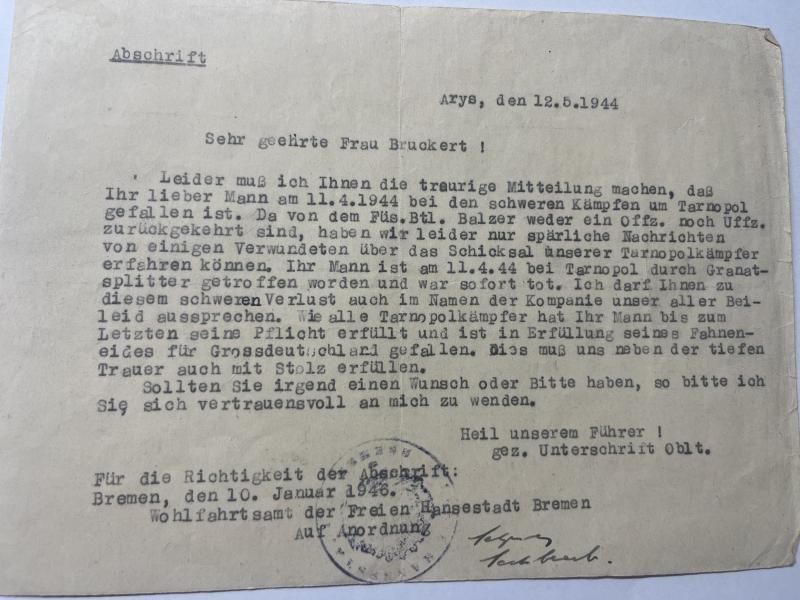 Abschrift
Arys, den 12.5.1944
Sehr geehrte Frau Bruckert !
Leider muß ich Ihnen die traurige Mitteilung machen, daß
Ihr lieber Mann am 11.4.1944 bei den schweren Kämpfen um Tarnopol
gefallen ist. Da von dem Füs.Btl. Balzer weder ein Offz. noch Uffz.
zurückgekehrt sind, haben wir leider nur spärliche Nachrichten
von einigen Verwundeten über das Schicksal unserer Tarnopolkämpfer
erfahren können. Ihr Mann ist am 11.4.44 bei Tarnopol durch Granat-
splitter getroffen worden und war sofort tot. Ich darf Ihnen zu
diesem schweren Verlust auch im Namen der Kompanie unser aller Bei-
leid aussprechen. Wie alle Tarnopolkämpfer hat Ihr Mann bis zum
Letzten seine Pflicht erfüllt und ist in Erfüllung seines Fahnen-
eides für Grossdeutschland gefallen. Dies muß uns neben der tiefen
Trauer auch mit Stolz erfüllen.
Sollten Sie irgend einen Wunsch oder Bitte haben, so bitte ich
Sie sich vertrauensvoll an mich zu wenden.
Heil unserem Führer !
gez. Unterschrift Oblt.
Für die Richtigkeit der Abschrift:
Bremen, den 10. Januar 1946.
Wohlfahrtsamt der Freien Hansestadt Bremen
Auf Anordnung